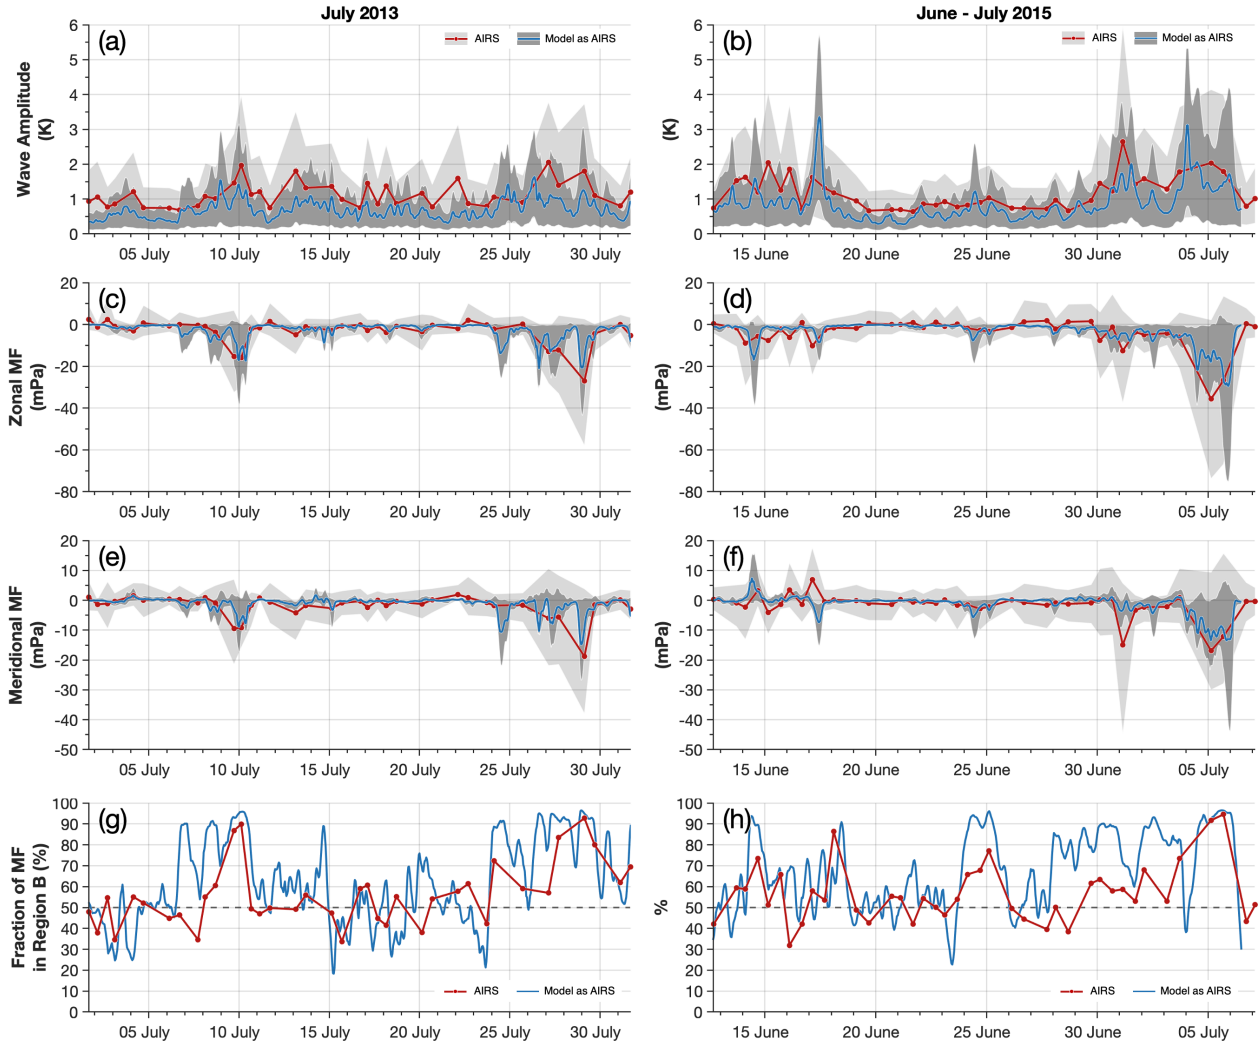 July 2013
June - July 2015
(a)
AIRS
Model as AIRS
Wave Amplitude
(K)
6
5
4
3
2
1
0
05 July
10 July
15 July
20 July
25 July
30 July
(b)
AIRS
Model as AIRS
(K)
6
5
4
3
2
1
0
15 June
20 June
25 June
30 June
05 July
(c)
Zonal MF
(mPa)
20
0
-20
-40
-60
-80
05 July
10 July
15 July
20 July
25 July
30 July
(d)
(mPa)
20
0
-20
-40
-60
-80
15 June
20 June
25 June
30 June
05 July
(e)
Meridional MF
(mPa)
20
10
0
-10
-20
-30
-40
-50
05 July
10 July
15 July
20 July
25 July
30 July
(f)
(mPa)
20
10
0
-10
-20
-30
-40
-50
15 June
20 June
25 June
30 June
05 July
(g)
Fraction of MF
in Region B (%)
100
90
80
70
60
50
40
30
20
10
0
AIRS
Model as AIRS
05 July
10 July
15 July
20 July
25 July
30 July
(h)
%
100
90
80
70
60
50
40
30
20
10
0
AIRS
Model as AIRS
15 June
20 June
25 June
30 June
05 July